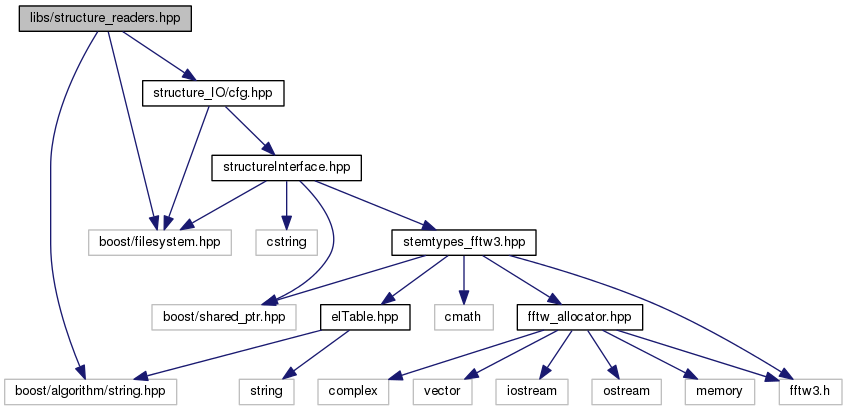 libs/structure_readers.hpp
structure_IO/cfg.hpp
structureInterface.hpp
boost/filesystem.hpp
cstring
stemtypes_fftw3.hpp
boost/shared_ptr.hpp
elTable.hpp
cmath
fftw_allocator.hpp
boost/algorithm/string.hpp
string
complex
vector
iostream
ostream
memory
fftw3.h